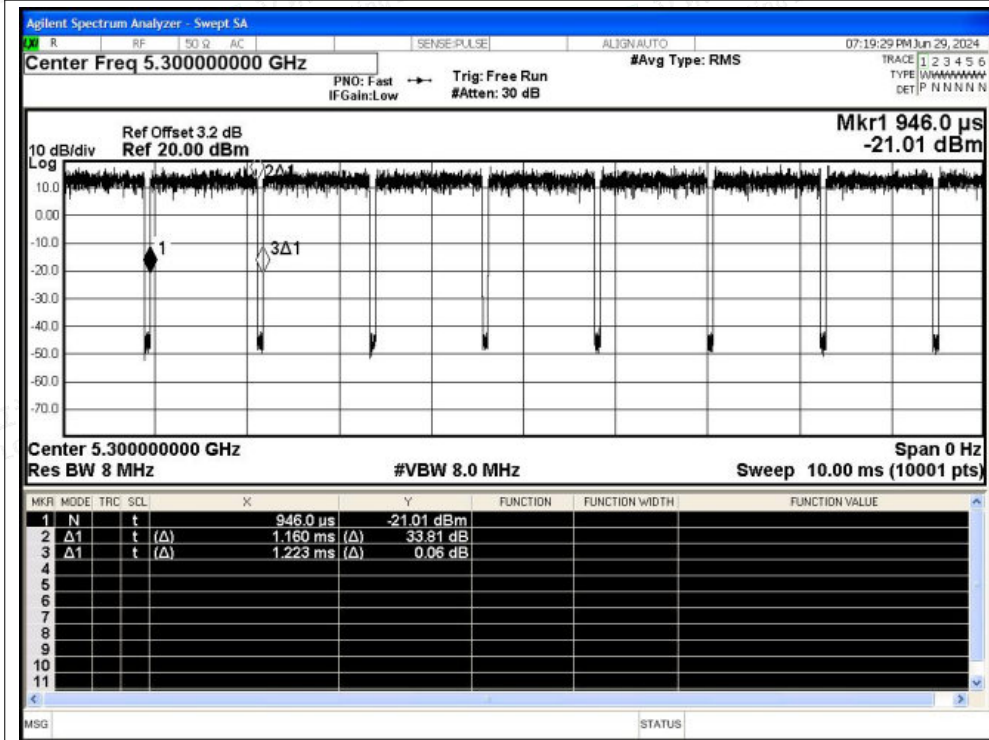 Agilent Spectrum Analyzer - Swept SA
LXI R RF 50 Ω AC SENSE:PULSE ALIGN AUTO 07:19:29 PM Jun 29, 2024
Center Freq 5.300000000 GHz #Avg Type: RMS TRACE 1 2 3 4 5 6
PNO: Fast Trig: Free Run TYPE WWWWWW
IFGain:Low #Atten: 30 dB DET P N N N N N
Mkr1 946.0 µs
Ref Offset 3.2 dB
10 dB/div Ref 20.00 dBm -21.01 dBm
Log
2Δ1
10.0
0.00
-10.0
1 3Δ1
-20.0
-30.0
-40.0
-50.0
-60.0
-70.0
Center 5.300000000 GHz Span 0 Hz
Res BW 8 MHz #VBW 8.0 MHz Sweep 10.00 ms (10001 pts)
MKR MODE TRC SCL X Y FUNCTION FUNCTION WIDTH FUNCTION VALUE
1 N t 946.0 µs -21.01 dBm
2 Δ1 t (Δ) 1.160 ms (Δ) 33.81 dB
3 Δ1 t (Δ) 1.223 ms (Δ) 0.06 dB
4
5
6
7
8
9
10
11
MSG STATUS